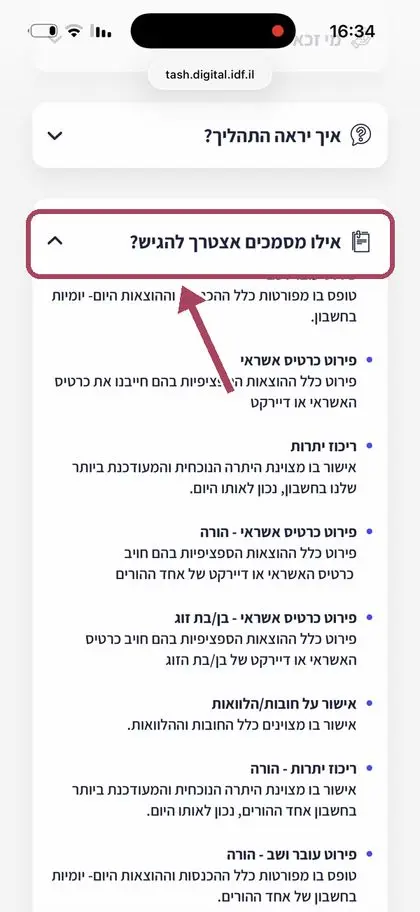 16:34
מי זכא
tash.digital.idf.il
איך יראה התהליך?
אילו מסמכים אצטרך להגיש?
טופס בו מפורטות כלל ההכנ וההוצאות היום- יומיות
בחשבון.
פירוט כרטיס אשראי
פירוט כלל ההוצאות הספציפיות בהם חייבנו את כרטיס
האשראי או דיירקט
ריכוז יתרות
אישור בו מצוינת היתרה הנוכחית והמעודכנת ביותר
שלנו בחשבון, נכון לאותו היום.
פירוט כרטיס אשראי - הורה
פירוט כלל ההוצאות הספציפיות בהם חויב
כרטיס האשראי או דיירקט של אחד ההורים
פירוט כרטיס אשראי - בן/בת זוג
פירוט כלל ההוצאות הספציפיות בהם חויב כרטיס
האשראי או דיירקט של בן/בת הזוג
אישור על חובות/הלוואות
אישור בו מצוינים כלל החובות וההלוואות.
ריכוז יתרות - הורה
אישור בו מצוינת היתרה הנוכחית והמעודכנת ביותר
בחשבון אחד ההורים, נכון לאותו היום.
פירוט עובר ושב - הורה
טופס בו מפורטות כלל ההכנסות וההוצאות היום- יומיות
בחשבון של אחד ההורים.